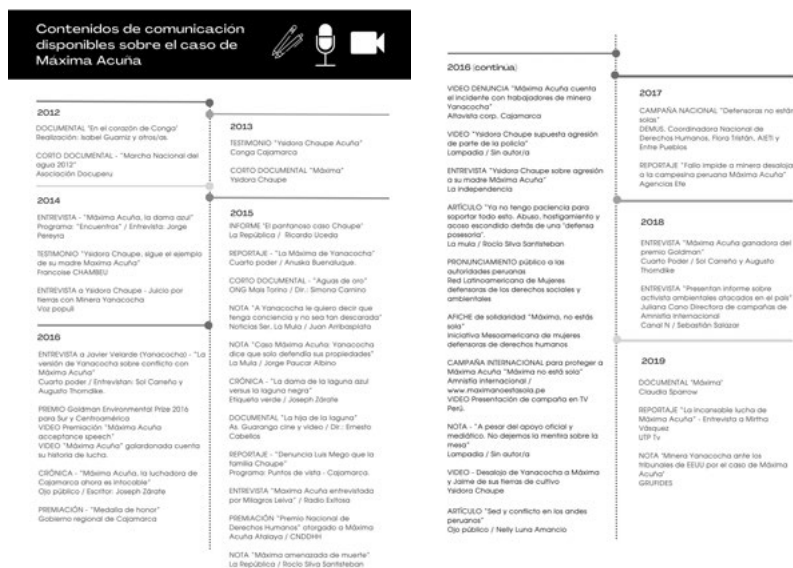 Contenidos de comunicación
disponibles sobre el caso de
Máxima Acuña
2012
DOCUMENTAL "En el corazón de Conga"
Realización: Isabel Guarniz y otros/as.
CORTO DOCUMENTAL - "Marcha Nacional del
agua 2012"
Asociación Docuperu
2014
ENTREVISTA - "Máxima Acuña, la dama azul"
Programa: "Encuentros" / Entrevista: Jorge
Pereyra
TESTIMONIO "Ysidora Chaupe, sigue el ejemplo
de su madre Maxima Acuña"
Francoise CHAMBEU
ENTREVISTA a Ysidora Chaupe - Juicio por
tierras con Minera Yanacocha
Voz populi
2016
ENTREVISTA a Javier Velarde (Yanacocha) - "La
versión de Yanacocha sobre conflicto con
Máxima Acuña"
Cuarto poder / Entrevistan: Sol Carreño y
Augusto Thorndike.
PREMIO Goldman Environmental Prize 2016
para Sur y Centroamérica
VIDEO Premiación "Máxima Acuña
acceptance speech"
VIDEO "Máxima Acuña" galardonada cuenta
su historia de lucha.
CRÓNICA - "Máxima Acuña, la luchadora de
Cajamarca ahora es intocable"
Ojo público / Escritor: Joseph Zárate
PREMIACIÓN - "Medalla de honor"
Gobierno regional de Cajamarca
2013
TESTIMONIO "Ysidora Chaupe Acuña"
Conga Cajamarca
CORTO DOCUMENTAL "Máxima"
Ysidora Chaupe
2015
INFORME "El pantanoso caso Chaupe"
La República / Ricardo Uceda
REPORTAJE - "La Máxima de Yanacocha"
Cuarto poder / Anuska Buenaluque.
CORTO DOCUMENTAL - "Aguas de oro"
ONG Mais Torino / Dir.: Simona Carnino
NOTA "A Yanacocha le quiero decir que
tenga conciencia y no sea tan descarada"
Noticias Ser. La Mula / Juan Arribasplata
NOTA "Caso Máxima Acuña: Yanacocha
dice que solo defendía sus propiedades"
La Mula / Jorge Paucar Albino
CRÓNICA - "La dama de la laguna azul
versus la laguna negra"
Etiqueta verde / Joseph Zárate
DOCUMENTAL "La hija de la laguna"
As. Guarango cine y video / Dir : Ernesto
Cabellos
REPORTAJE - "Denuncia Luis Mego que la
familia Chaupe"
Programa: Puntos de vista - Cajamarca.
ENTREVISTA "Maxima Acuña entrevistada
por Milagros Leiva" / Radio Exitosa
PREMIACIÓN "Premio Nacional de
Derechos Humanos" otorgado a Máxima
Acuña Atalaya / CNDDHH
NOTA "Máxima amenazada de muerte"
La República / Rocío Silva Santisteban
2016 (continúa)
VIDEO DENUNCIA "Máxima Acuña cuenta
el incidente con trabajadores de minera
Yanacocha"
Altavista corp. Cajamarca
VIDEO "Ysidora Chaupe supuesta agresión
de parte de la policía"
Lampadia / Sin autor/a
ENTREVISTA "Ysidora Chaupe sobre agresión
a su madre Máxima Acuña"
La independencia
ARTÍCULO "Ya no tengo paciencia para
soportar todo esto. Abuso, hostigamiento y
acoso escondido detrás de una "defensa
posesoria".
La mula / Rocío Silva Santisteban
PRONUNCIAMIENTO público a las
autoridades peruanas
Red Latinoamericana de Mujeres
defensoras de los derechos sociales y
ambientales
AFICHE de solidaridad "Máxima, no estás
sola"
Iniciativa Mesoamericana de mujeres
defensoras de derechos humanos
CAMPAÑA INTERNACIONAL para proteger a
Máxima Acuña "Máxima no está sola"
Amnistía internacional /
www.maximanoestasola.pe
VIDEO Presentación de campaña en TV
Perú.
NOTA - "A pesar del apoyo oficial y
mediático. No dejemos la mentira sobre la
mesa"
Lampadia / Sin autor/a
VIDEO - Desalojo de Yanacocha a Máxima
y Jaime de sus tierras de cultivo
Ysidora Chaupe
ARTÍCULO "Sed y conflicto en los andes
peruanos"
Ojo público / Nelly Luna Amancio
2017
CAMPAÑA NACIONAL "Defensoras no están
solas"
DEMUS, Coordinadora Nacional de
Derechos Humanos, Flora Tristán, AIETI y
Entre Pueblos
REPORTAJE "Fallo impide a minera desalojar
a la campesina peruana Máxima Acuña"
Agencias Efe
2018
ENTREVISTA "Máxima Acuña ganadora del
premio Goldman"
Cuarto Poder / Sol Carreño y Augusto
Thorndike
ENTREVISTA "Presentan informe sobre
activista ambientales atacados en el país"
Juliana Cano Directora de campañas de
Amnistía Internacional
Canal N / Sebastián Salazar
2019
DOCUMENTAL "Máxima"
Claudia Sparrow
REPORTAJE "La incansable lucha de
Máxima Acuña" - Entrevista a Mirtha
Vásquez
UTP Tv
NOTA "Minera Yanacocha ante los
tribunales de EEUU por el caso de Máxima
Acuña"
GRUFIDES